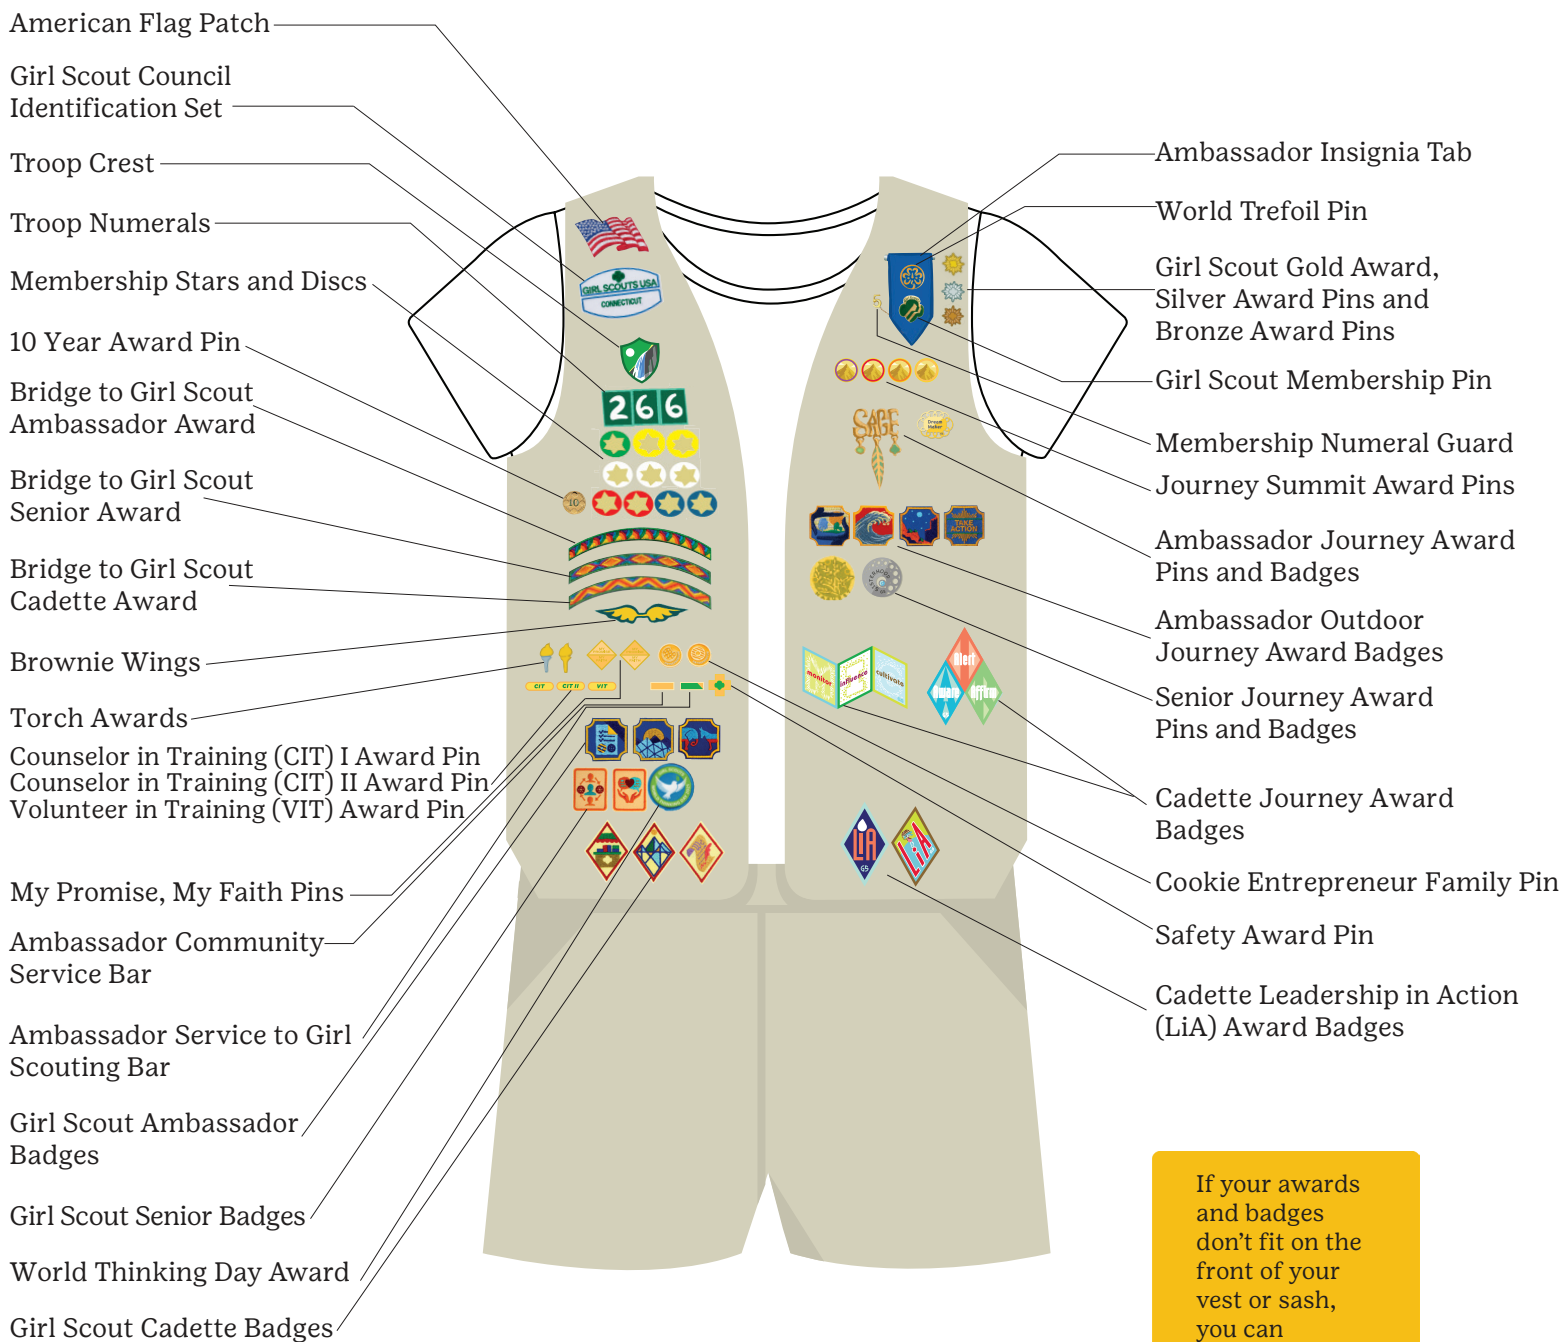 American Flag Patch
Girl Scout Council
Identification Set
Troop Crest
Troop Numerals
Membership Stars and Discs
10 Year Award Pin
Bridge to Girl Scout
Ambassador Award
Bridge to Girl Scout
Senior Award
Bridge to Girl Scout
Cadette Award
Brownie Wings
Torch Awards
Counselor in Training (CIT) I Award Pin
Counselor in Training (CIT) II Award Pin
Volunteer in Training (VIT) Award Pin
My Promise, My Faith Pins
Ambassador Community
Service Bar
Ambassador Service to Girl
Scouting Bar
Girl Scout Ambassador
Badges
Girl Scout Senior Badges
World Thinking Day Award
Girl Scout Cadette Badges
GIRL SCOUTS USA
CONNECTICUT
266
10
CIT
CIT II
VIT
SAGE
Dream
Maker
TAKE
ACTION
monitor
influence
cultivate
Alert
Aware
Affirm
LiA
G5
LiA
Ambassador Insignia Tab
World Trefoil Pin
Girl Scout Gold Award,
Silver Award Pins and
Bronze Award Pins
Girl Scout Membership Pin
Membership Numeral Guard
Journey Summit Award Pins
Ambassador Journey Award
Pins and Badges
Ambassador Outdoor
Journey Award Badges
Senior Journey Award
Pins and Badges
Cadette Journey Award
Badges
Cookie Entrepreneur Family Pin
Safety Award Pin
Cadette Leadership in Action
(LiA) Award Badges
If your awards
and badges
don't fit on the
front of your
vest or sash,
you can